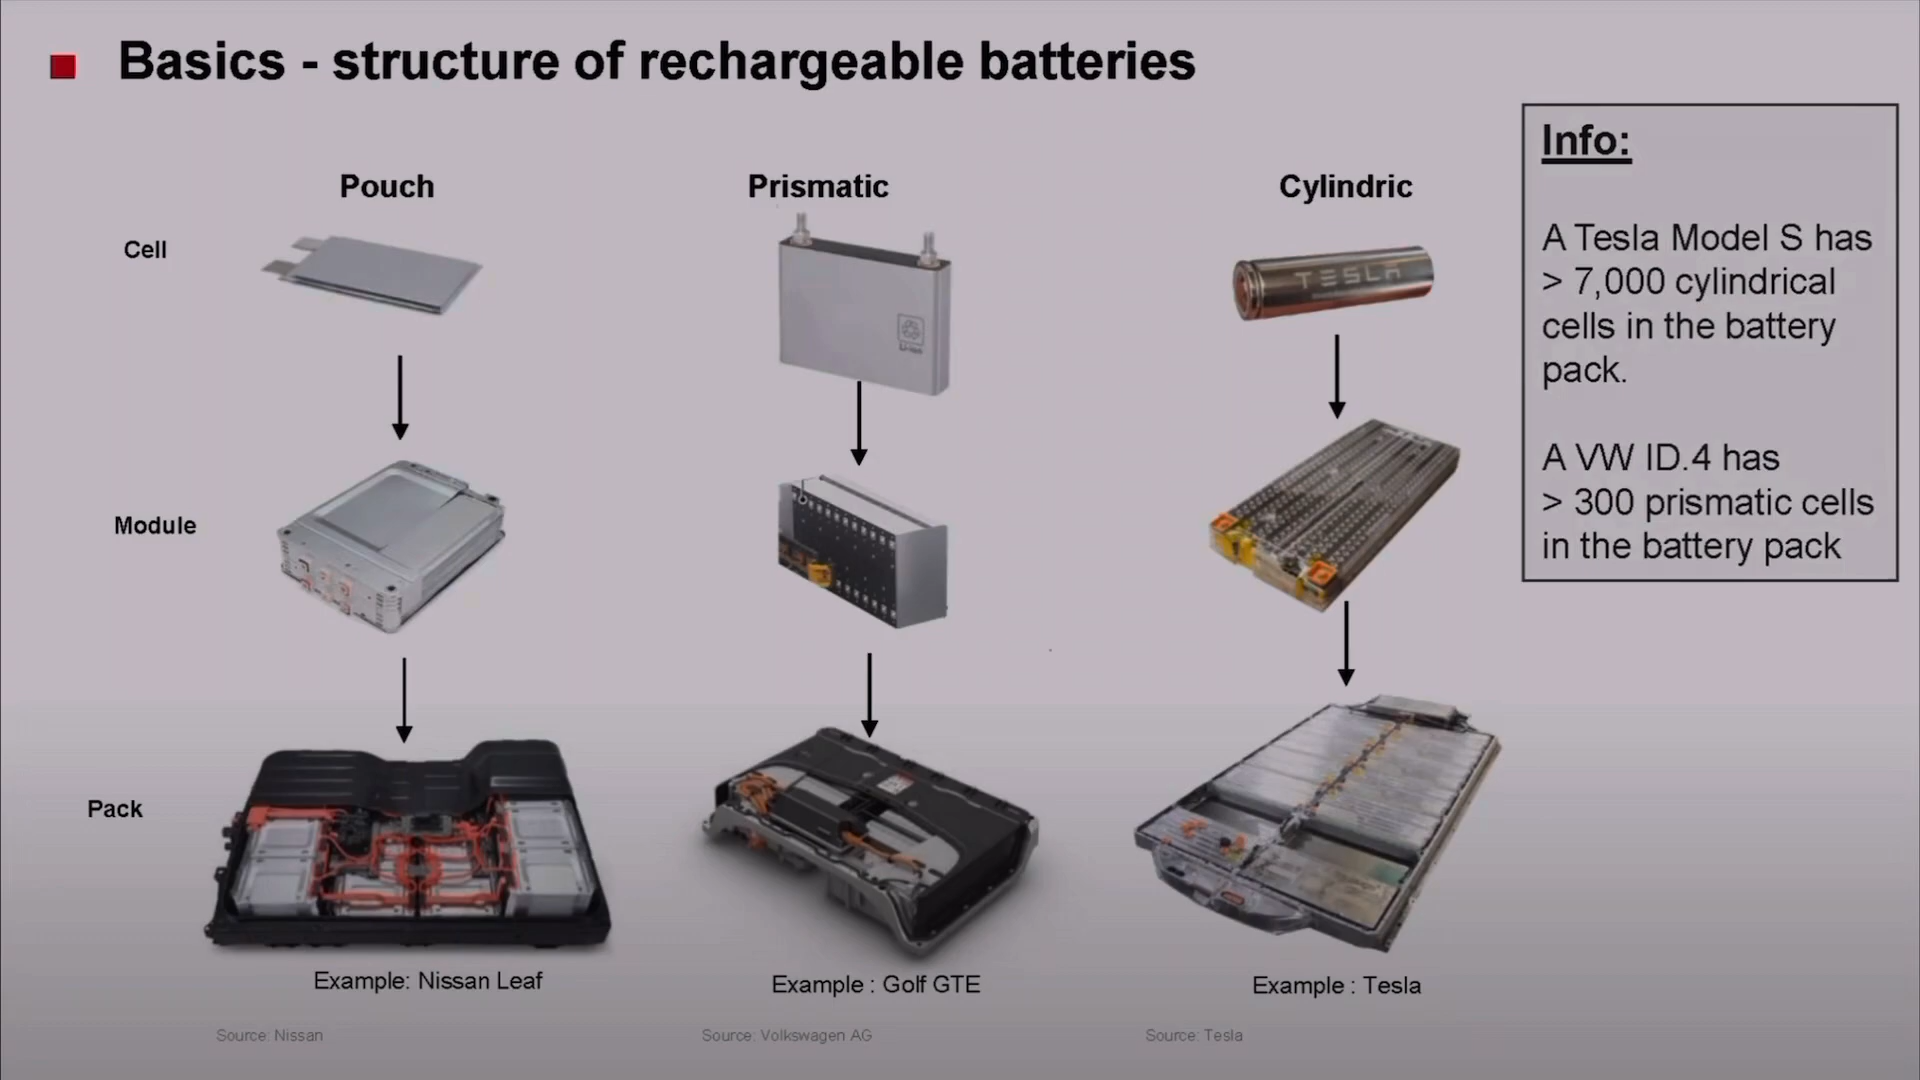 Basics - structure of rechargeable batteries
Pouch
Prismatic
Cylindric
Cell
TESLA
Li-ion
Module
Pack
Example: Nissan Leaf
Example : Golf GTE
Example : Tesla
Source: Nissan
Source: Volkswagen AG
Source: Tesla
Info:
A Tesla Model S has
> 7,000 cylindrical
cells in the battery
pack.
A VW ID.4 has
> 300 prismatic cells
in the battery pack